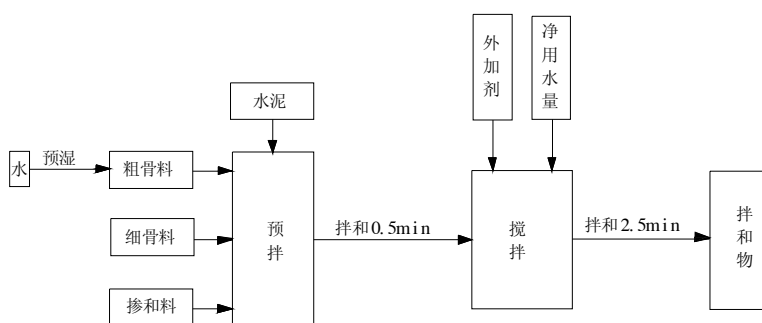 外加剂
净用水量
水泥
水
预湿
粗骨料
细骨料
掺和料
预拌
拌和0.5min
搅拌
拌和2.5min
拌和物